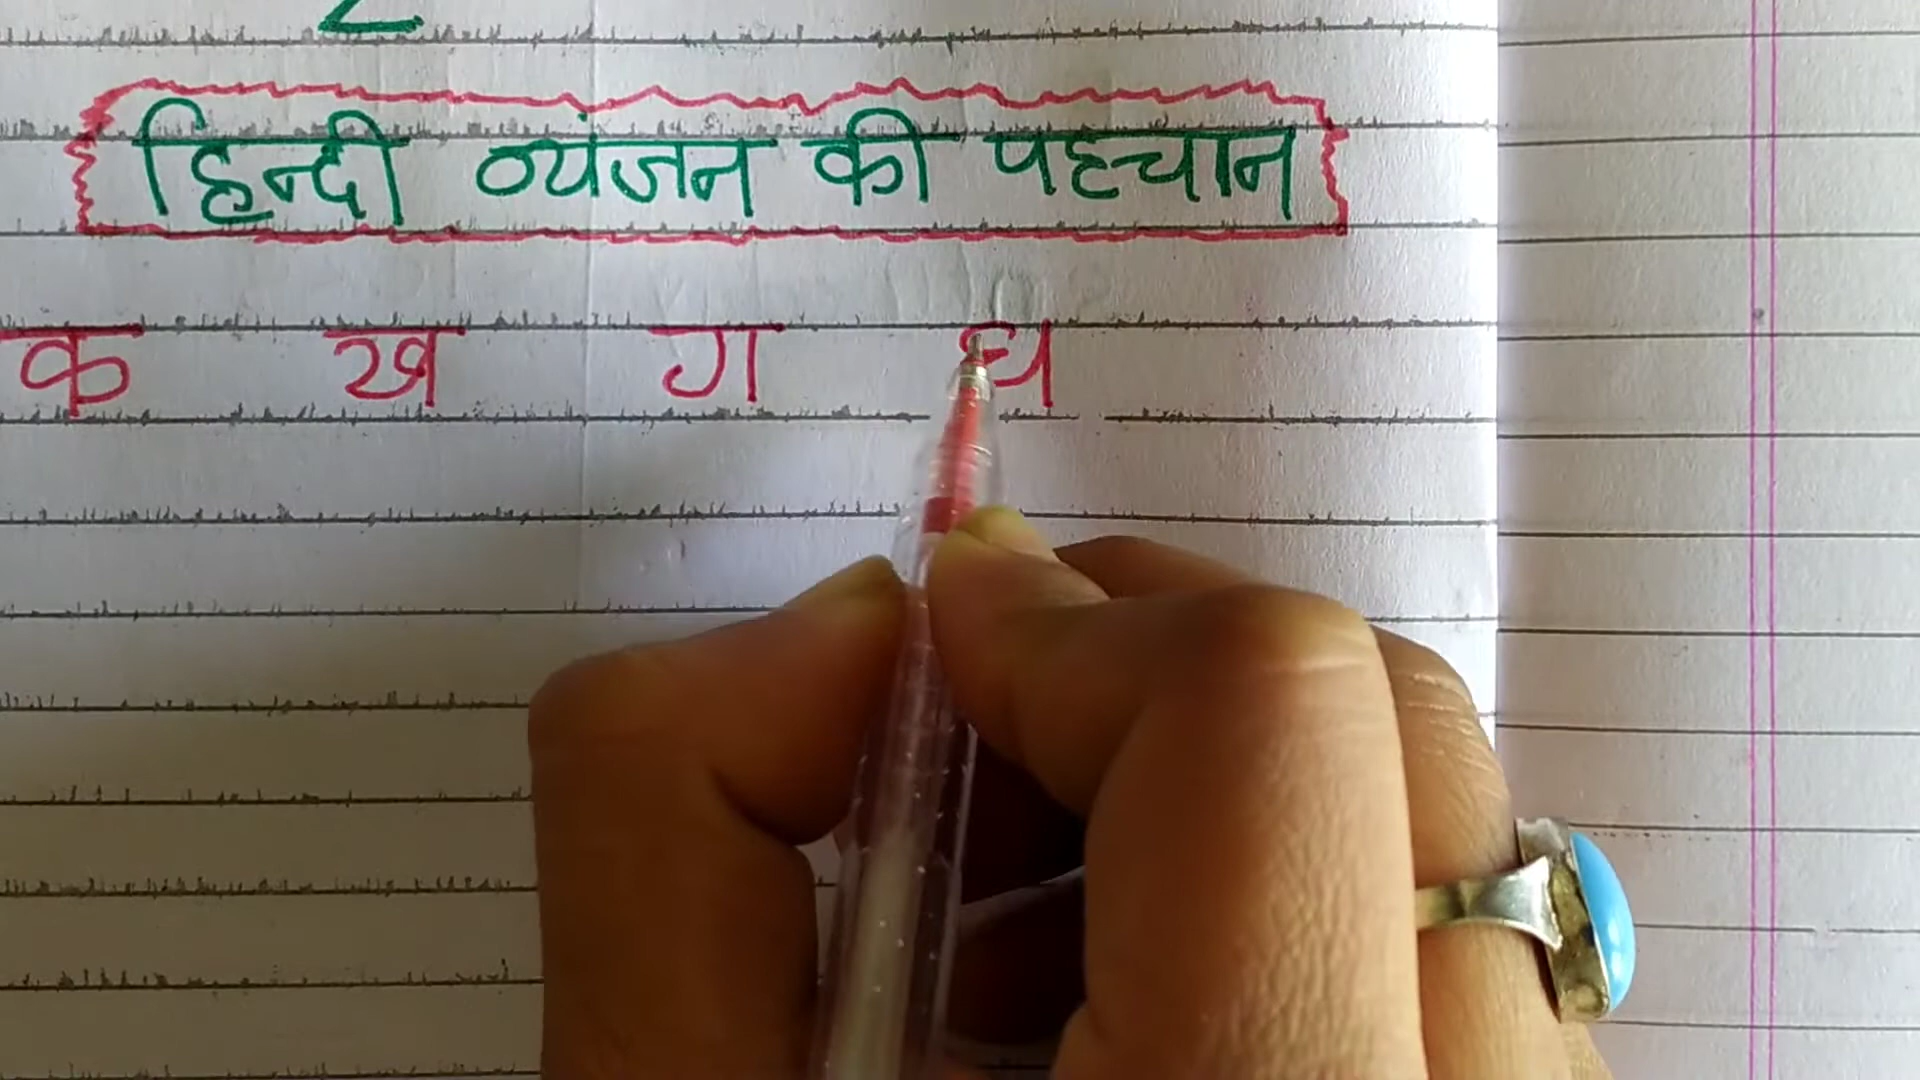 हिन्दी व्यंजन की पहचान
क ख ग घ